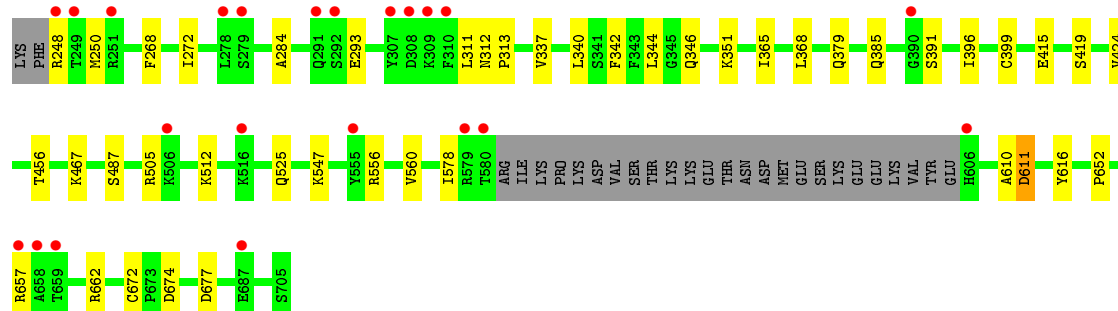 LYS PHE R248 T249 M250 R251 F268 I272 L278 S279 A284 Q291 S292 E293 Y307 D308 K309 F310 L311 N312 P313 V337 L340 S341 F342 F343 L344 G345 Q346 K351 I365 L368 Q379 Q385 G390 S391 I396 C399 E415 S419
T456 K467 S487 R505 K506 K512 K516 Q525 K547 Y555 R556 V560 I578 R579 T580 ARG ILE LYS PRO LYS ASP VAL SER THR LYS LYS GLU THR ASN ASP MET GLU SER LYS GLU GLU LYS VAL TYR GLU H606 A610 D611 Y616 P652
R657 A658 T659 R662 C672 P673 D674 D677 E687 S705